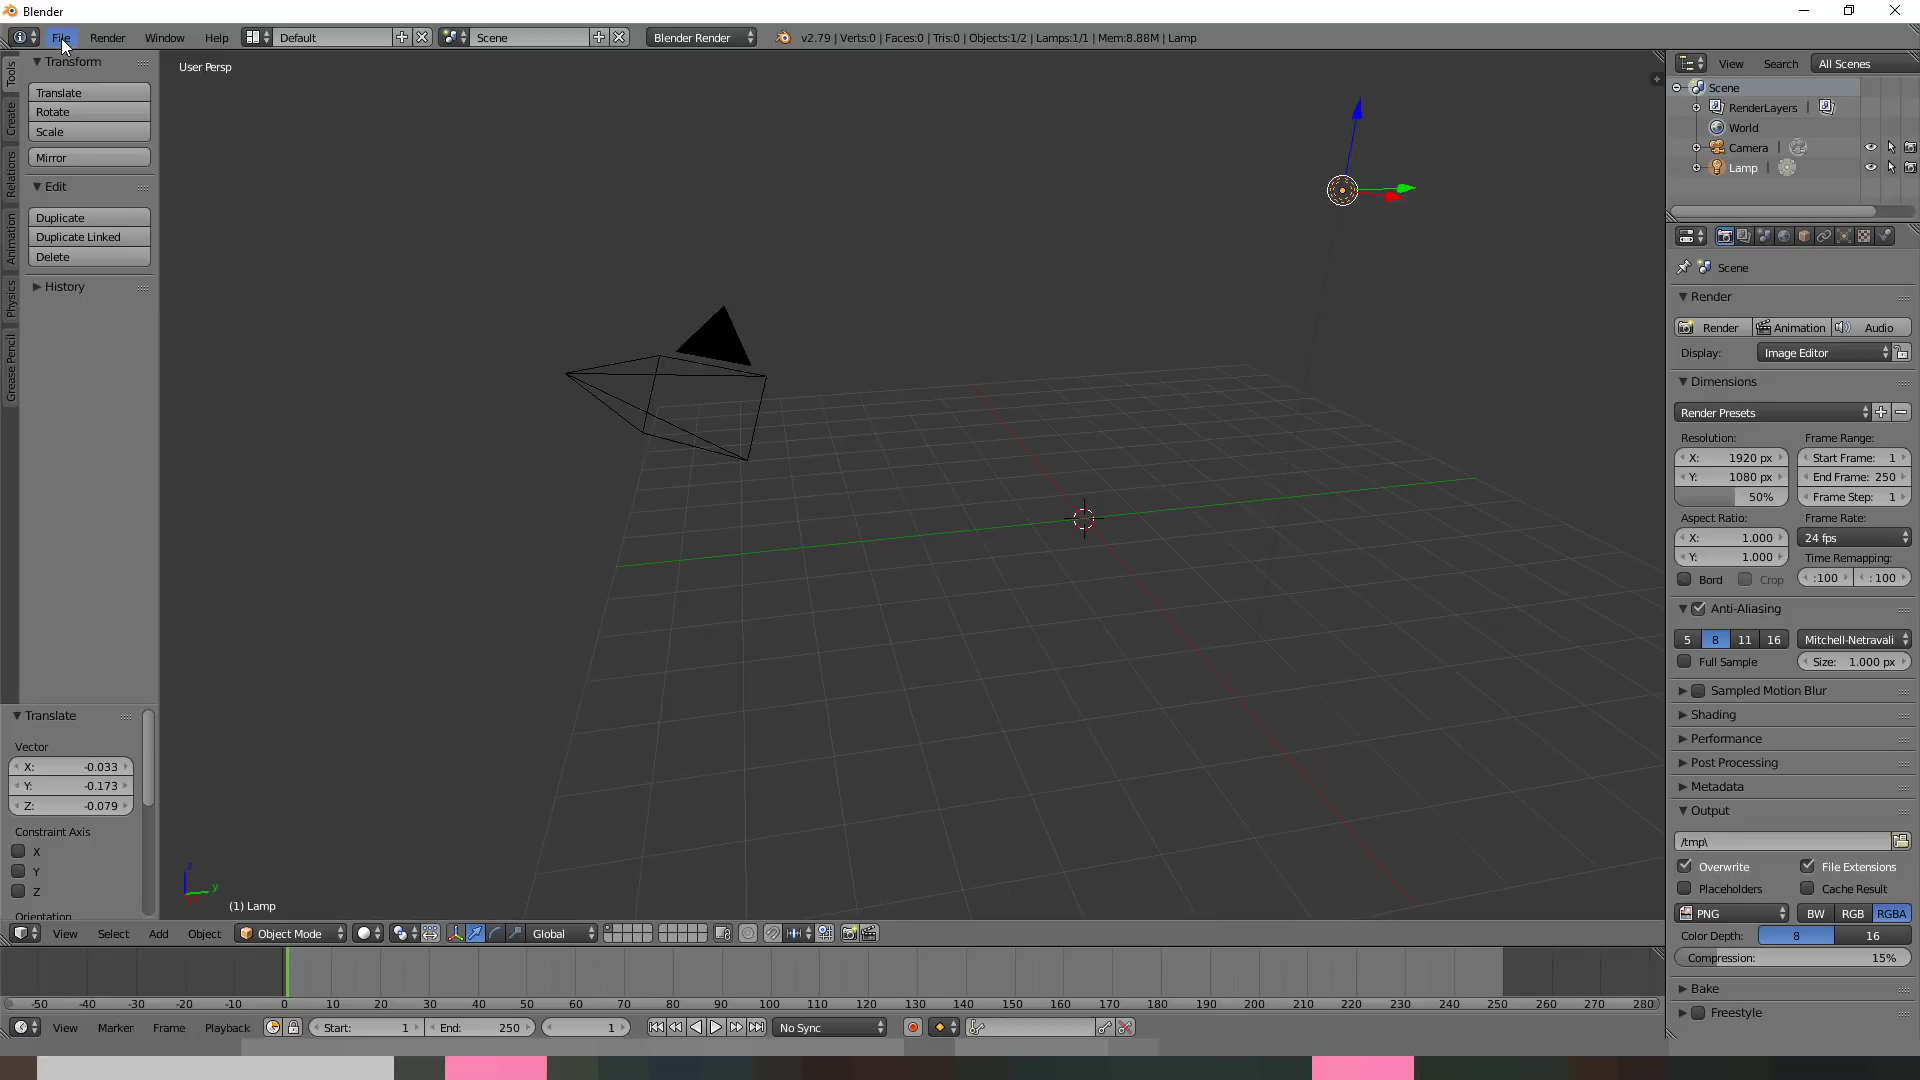 Blender
File Render Window Help Default Scene Blender Render v2.79 | Verts:0 | Faces:0 | Tris:0 | Objects:1/2 | Lamps:1/1 | Mem:8.88M | Lamp
Tools
Create
Relations
Animation
Physics
Grease Pencil
Transform
Translate
Rotate
Scale
Mirror
Edit
Duplicate
Duplicate Linked
Delete
History
Translate
Vector
X: -0.033
Y: -0.173
Z: -0.079
Constraint Axis
X
Y
Z
Orientation
User Persp
z
y
(1) Lamp
View Select Add Object Object Mode Global
-50 -40 -30 -20 -10 0 10 20 30 40 50 60 70 80 90 100 110 120 130 140 150 160 170 180 190 200 210 220 230 240 250 260 270 280
View Marker Frame Playback Start: 1 End: 250 1 No Sync
View Search All Scenes
Scene
RenderLayers |
World
Camera |
Lamp |
Scene
Render
Render Animation Audio
Display: Image Editor
Dimensions
Render Presets
Resolution: Frame Range:
X: 1920 px Start Frame: 1
Y: 1080 px End Frame: 250
50% Frame Step: 1
Aspect Ratio: Frame Rate:
X: 1.000 24 fps
Y: 1.000 Time Remapping:
Bord Crop :100 : 100
Anti-Aliasing
5 8 11 16 Mitchell-Netravali
Full Sample Size: 1.000 px
Sampled Motion Blur
Shading
Performance
Post Processing
Metadata
Output
/tmp\
Overwrite File Extensions
Placeholders Cache Result
PNG BW RGB RGBA
Color Depth: 8 16
Compression: 15%
Bake
Freestyle